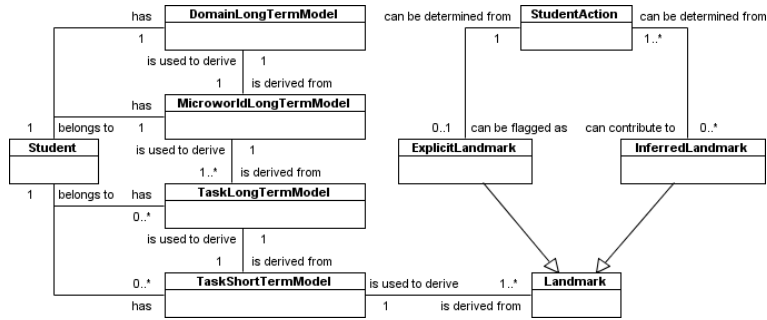 has
DomainLongTermModel
can be determined from
StudentAction
can be determined from
1
1
1..*
is used to derive
1
1
is derived from
has
MicroworldLongTermModel
1
belongs to
1
0..1
can be flagged as
can contribute to
0..*
Student
is used to derive
1
ExplicitLandmark
InferredLandmark
1..*
is derived from
1
belongs to
has
TaskLongTermModel
0..*
is used to derive
1
1
is derived from
0..*
TaskShortTermModel
is used to derive
1..*
Landmark
has
1
is derived from